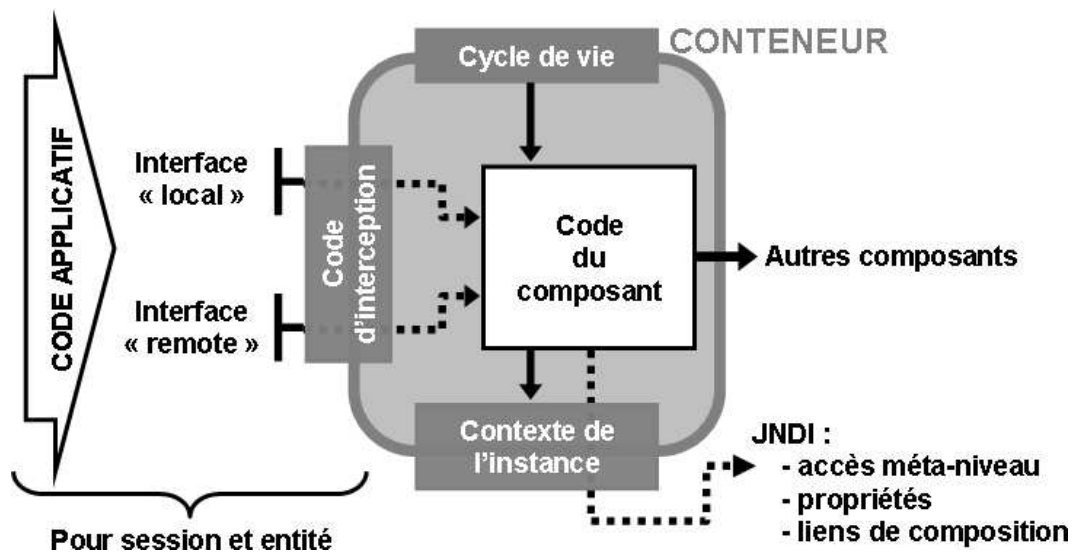 CONTENEUR
Cycle de vie
CODE APPLICATIF
Interface
« local »
Code
d'interception
Code
du
composant
Autres composants
Interface
« remote »
Contexte de
l'instance
JNDI :
- accès méta-niveau
- propriétés
- liens de composition
Pour session et entité